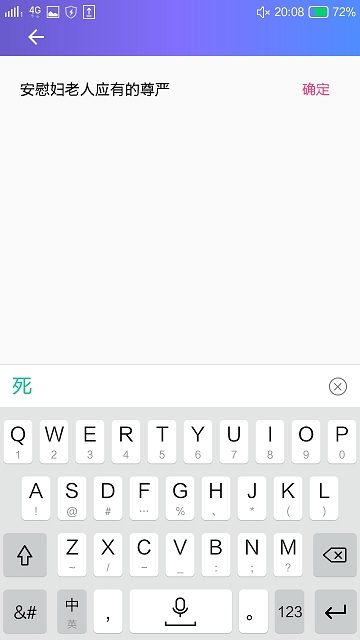 4G 20:08 72%
安慰妇老人应有的尊严 确定
死
Q W E R T Y U I O P
1 2 3 4 5 6 7 8 9 0
A S D F G H J K L
! @ # … % 、 * ( )
Z X C V B N M
~ / - _ : ; ?
&# 中 英 , 。 123